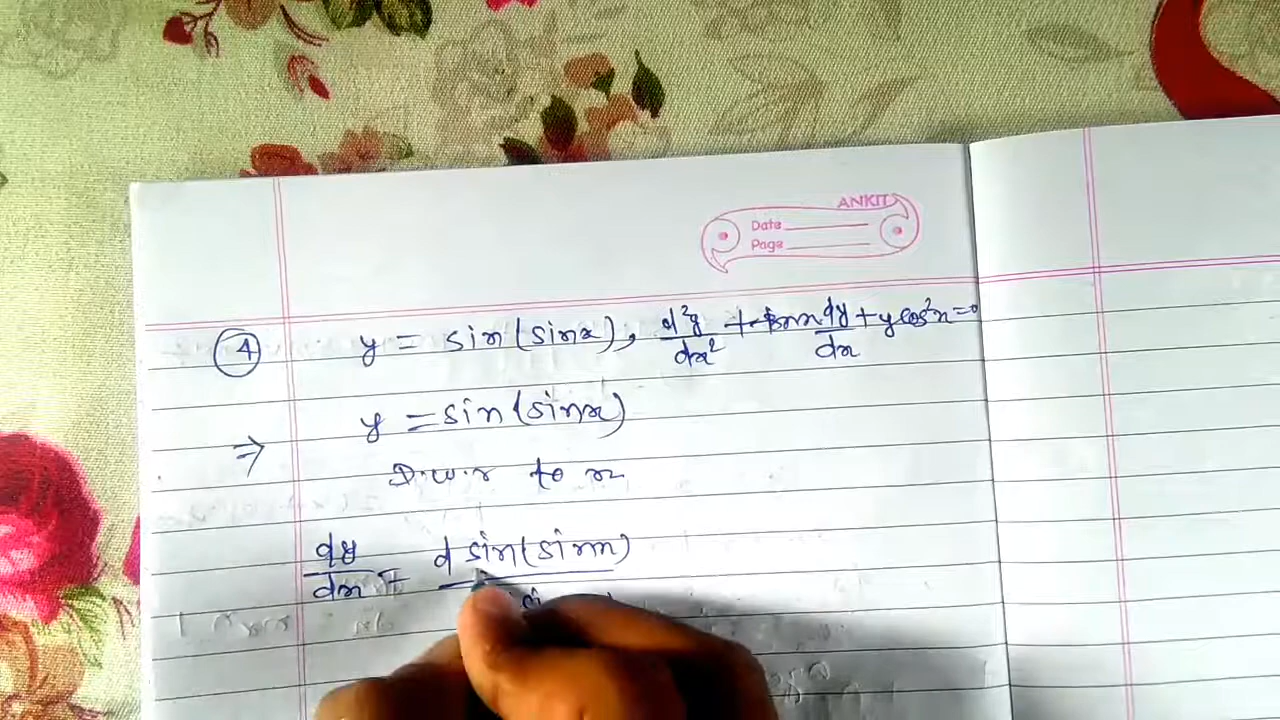 ANKIT
Date
Page
4 y = sin(sinx), d²y/dx² + tanx dy/dx + y cos²x = 0
⇒ y = sin(sinx)
D.w.r to x
dy/dx = d sin(sinx)